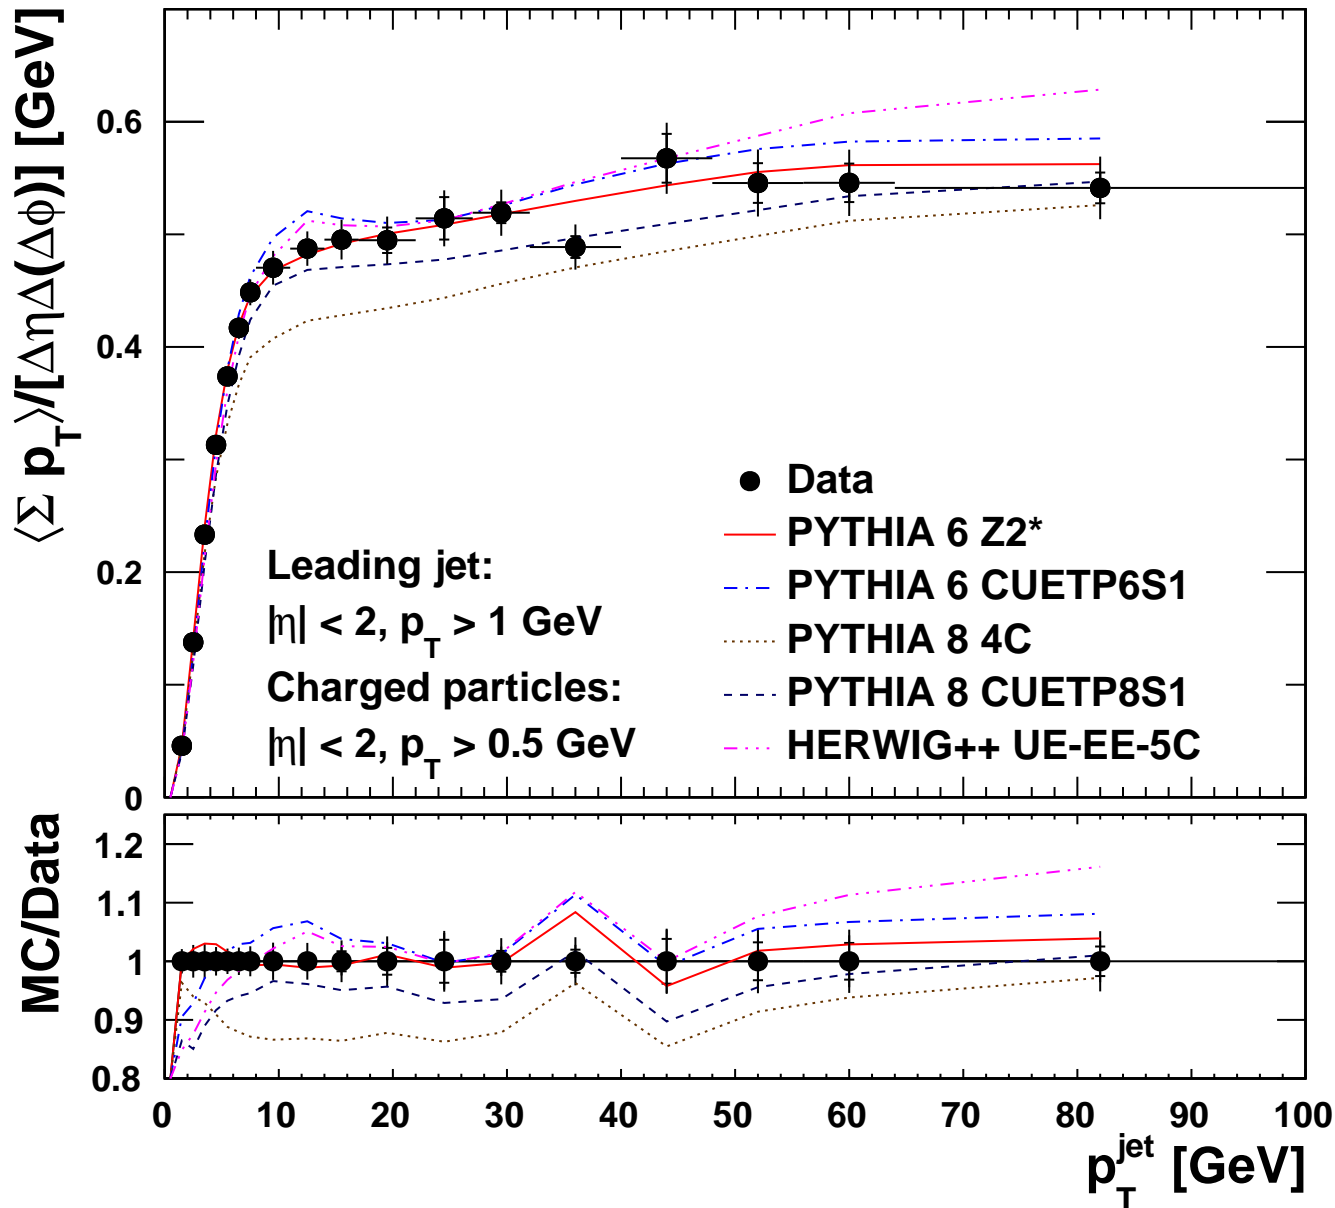 ⟨Σ p_T⟩/[ΔηΔ(Δϕ)] [GeV]
0.6
0.4
0.2
0
Data
PYTHIA 6 Z2*
PYTHIA 6 CUETP6S1
PYTHIA 8 4C
PYTHIA 8 CUETP8S1
HERWIG++ UE-EE-5C
Leading jet:
|η| < 2, p_T > 1 GeV
Charged particles:
|η| < 2, p_T > 0.5 GeV
MC/Data
1.2
1.1
1
0.9
0.8
0 10 20 30 40 50 60 70 80 90 100
p_T^jet [GeV]